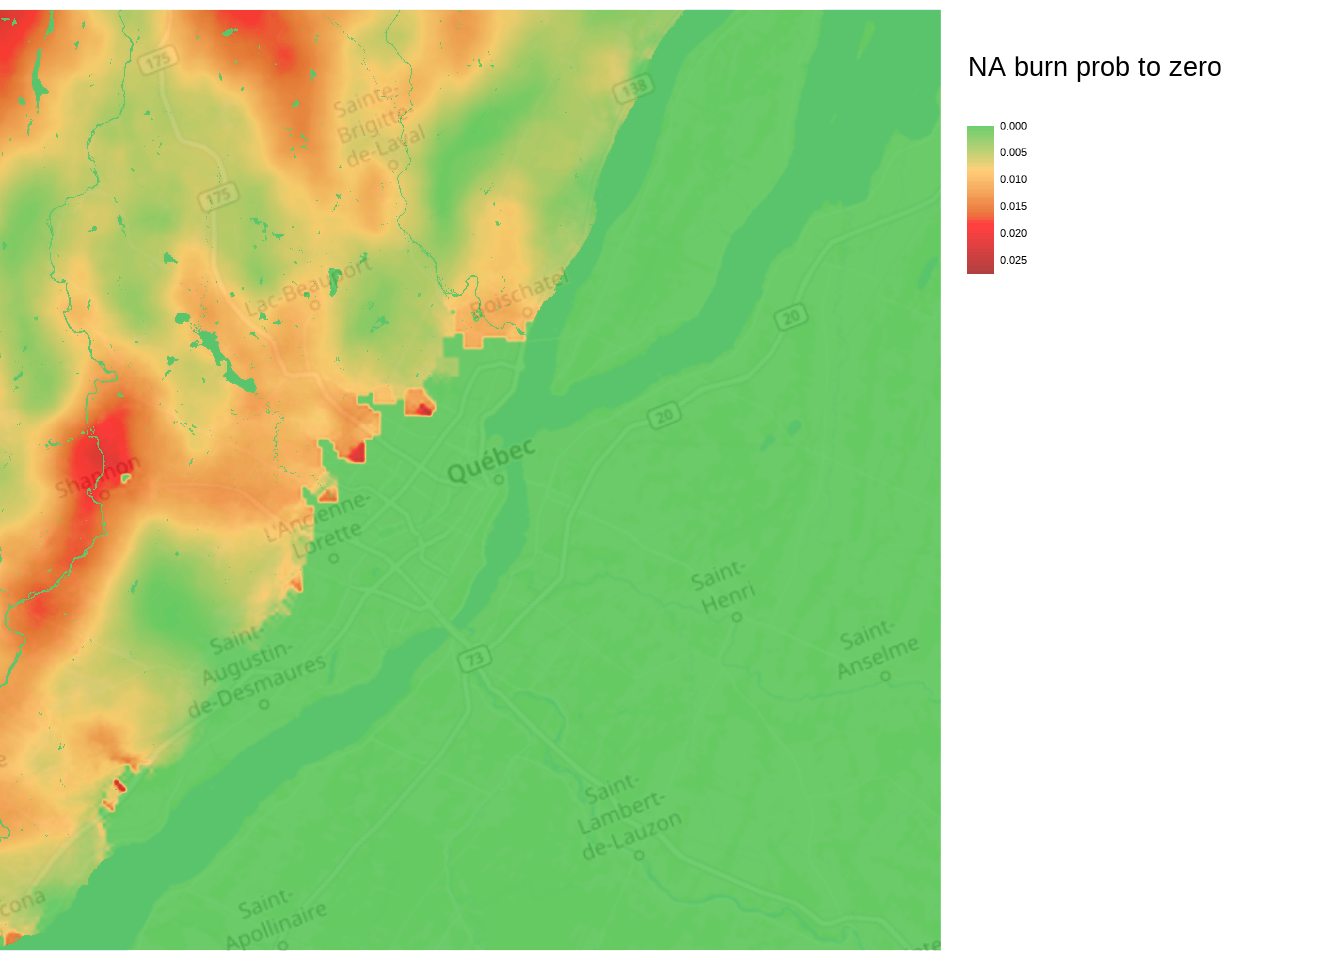 NA burn prob to zero
0.000
0.005
0.010
0.015
0.020
0.025
175
138
Sainte-
Brigitte-
de-Laval
175
Lac-Beauport
Boischatel
20
20
Québec
Shannon
L'Ancienne-
Lorette
Saint-
Henri
Saint-
Augustin-
de-Desmaures
73
Saint-
Anselme
Saint-
Lambert-
de-Lauzon
cona
Saint-
Apollinaire